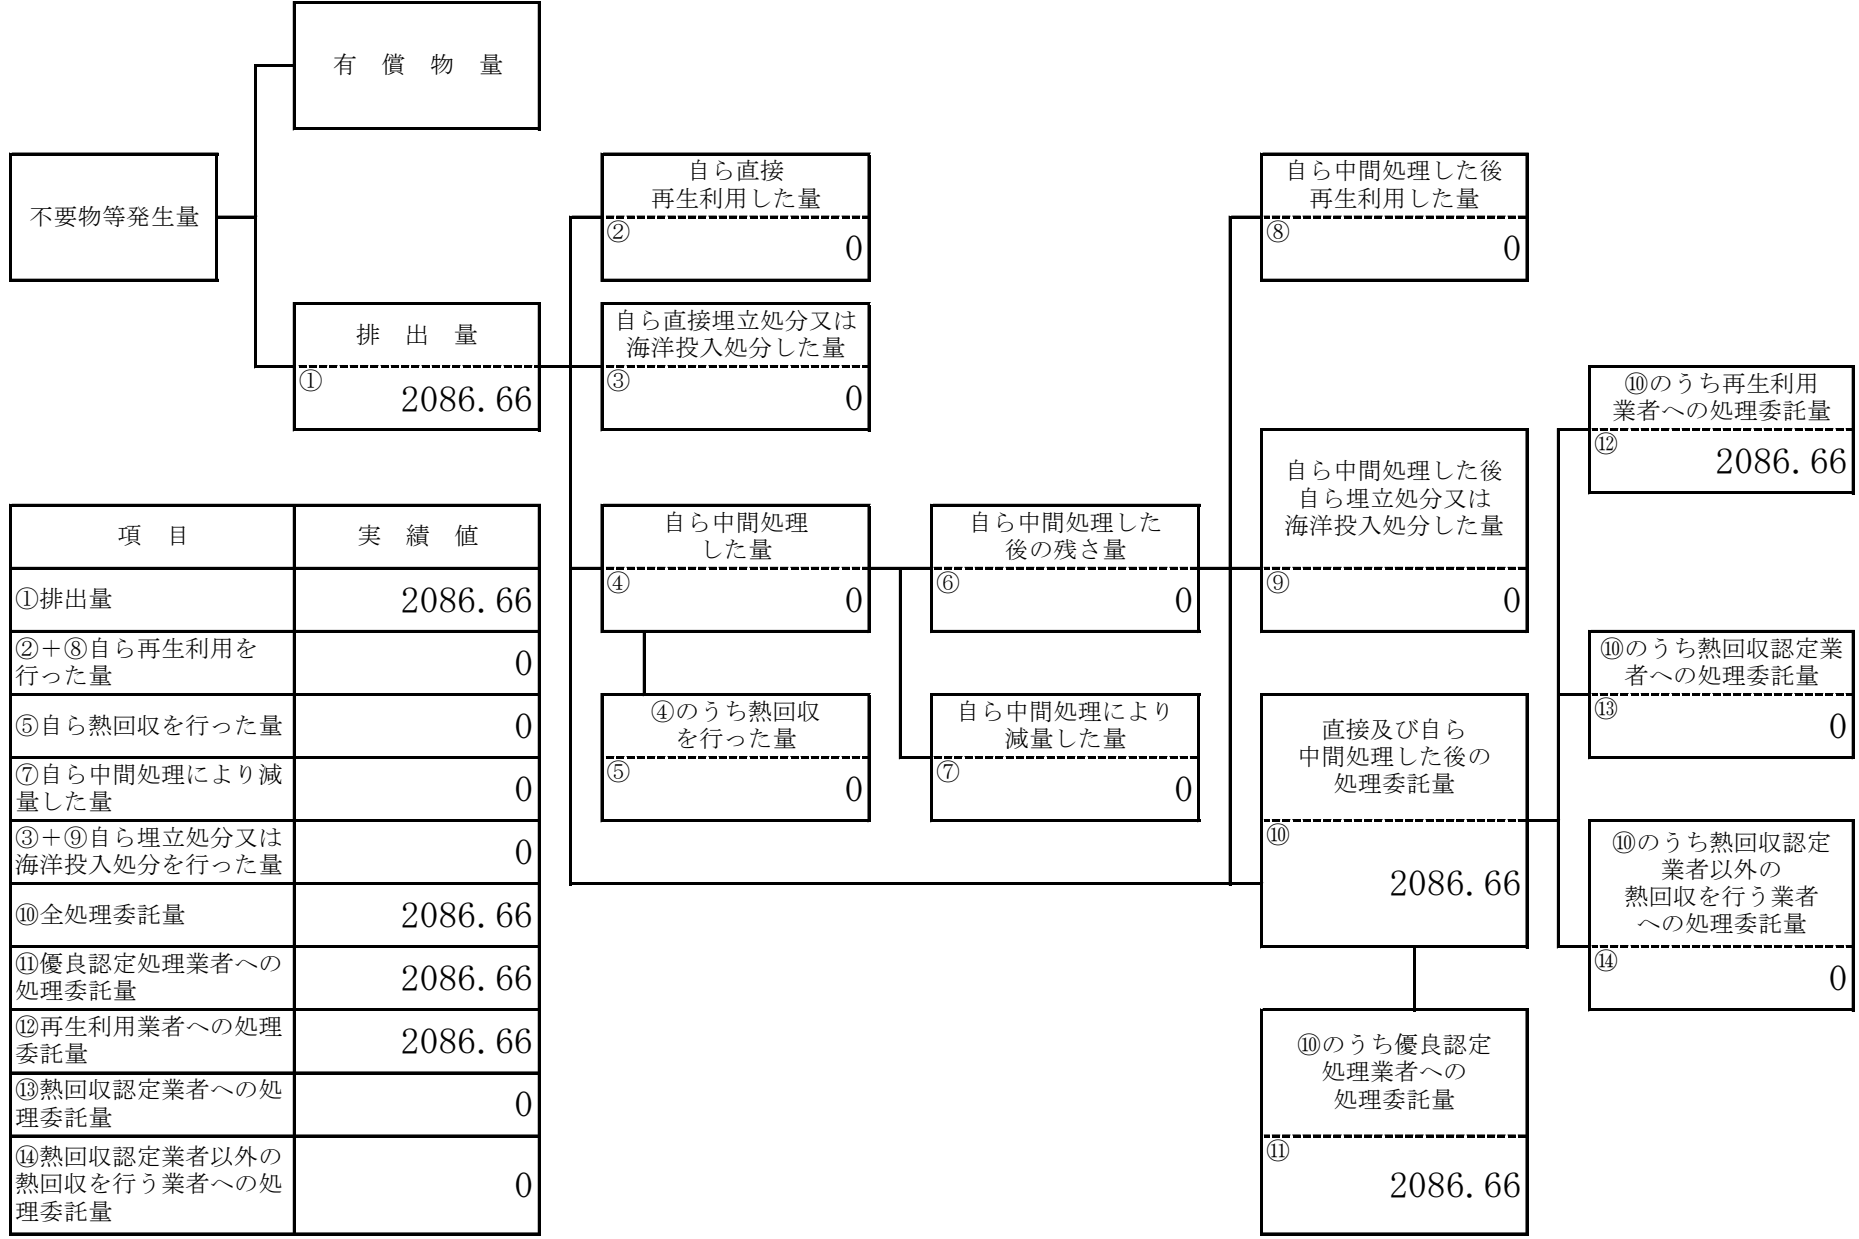 有　償　物　量
不要物等発生量
排　出　量
①
2086.66
自ら直接
再生利用した量
②
0
自ら直接埋立処分又は
海洋投入処分した量
③
0
自ら中間処理
した量
④
0
④のうち熱回収
を行った量
⑤
0
自ら中間処理した
後の残さ量
⑥
0
自ら中間処理により
減量した量
⑦
0
自ら中間処理した後
再生利用した量
⑧
0
自ら中間処理した後
自ら埋立処分又は
海洋投入処分した量
⑨
0
直接及び自ら
中間処理した後の
処理委託量
⑩
2086.66
⑩のうち優良認定
処理業者への
処理委託量
⑪
2086.66
⑩のうち再生利用
業者への処理委託量
⑫
2086.66
⑩のうち熱回収認定業
者への処理委託量
⑬
0
⑩のうち熱回収認定
業者以外の
熱回収を行う業者
への処理委託量
⑭
0
項　目
実　績　値
①排出量
2086.66
②＋⑧自ら再生利用を
行った量
0
⑤自ら熱回収を行った量
0
⑦自ら中間処理により減
量した量
0
③＋⑨自ら埋立処分又は
海洋投入処分を行った量
0
⑩全処理委託量
2086.66
⑪優良認定処理業者への
処理委託量
2086.66
⑫再生利用業者への処理
委託量
2086.66
⑬熱回収認定業者への処
理委託量
0
⑭熱回収認定業者以外の
熱回収を行う業者への処
理委託量
0